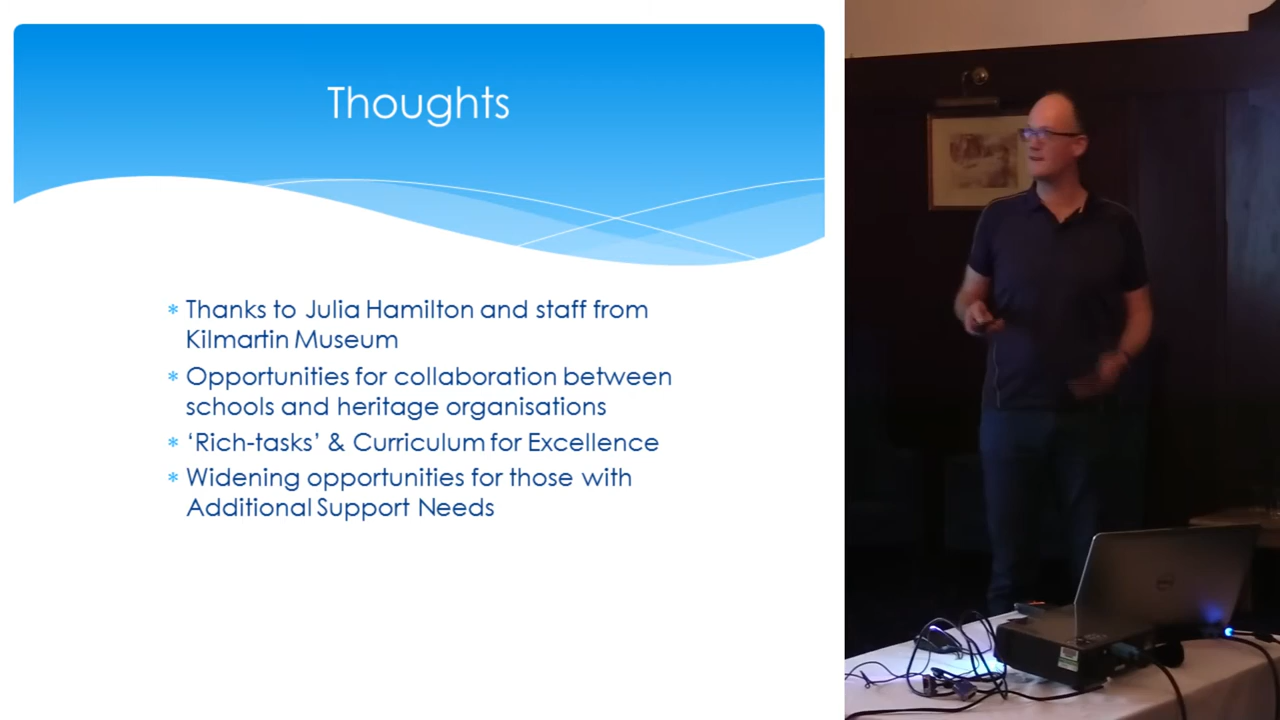 Thoughts
* Thanks to Julia Hamilton and staff from
Kilmartin Museum
* Opportunities for collaboration between
schools and heritage organisations
* ‘Rich-tasks’ & Curriculum for Excellence
* Widening opportunities for those with
Additional Support Needs